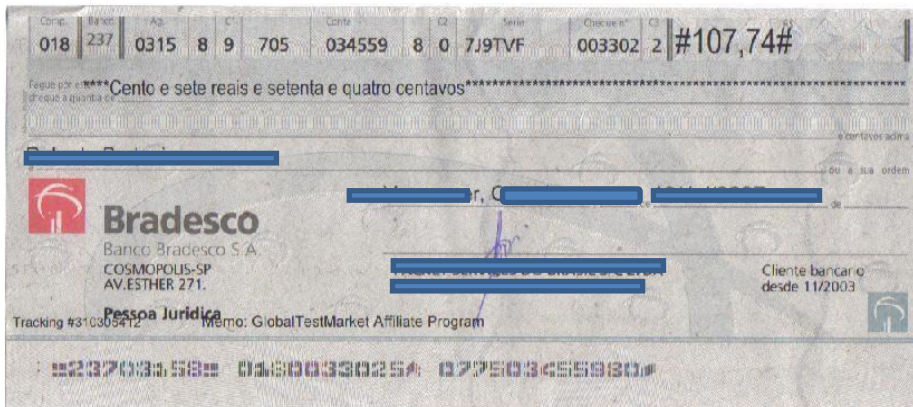 Comp. Banco Ag. C1 Conta C2 Serie Cheque nº C3 R$
018 237 0315 8 9 705 034559 8 0 7J9TVF 003302 2 #107,74#
Pague por este
****Cento e sete reais e setenta e quatro centavos****
cheque a quantia de
e centavos acima
a
ou a sua ordem
r, C
de
Bradesco
Banco Bradesco S.A.
COSMOPOLIS-SP
AV.ESTHER 271.
Cliente bancario
desde 11/2003
Pessoa Juridica
Tracking #310305412 Memo: GlobalTestMarket Affiliate Program